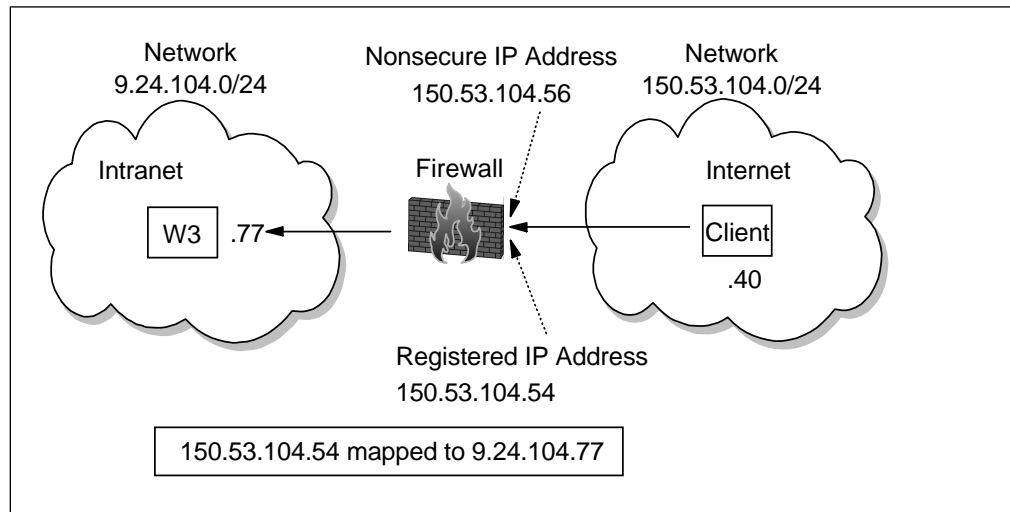 Network
9.24.104.0/24
Nonsecure IP Address
150.53.104.56
Network
150.53.104.0/24
Intranet
Firewall
Internet
W3
.77
Client
.40
Registered IP Address
150.53.104.54
150.53.104.54 mapped to 9.24.104.77